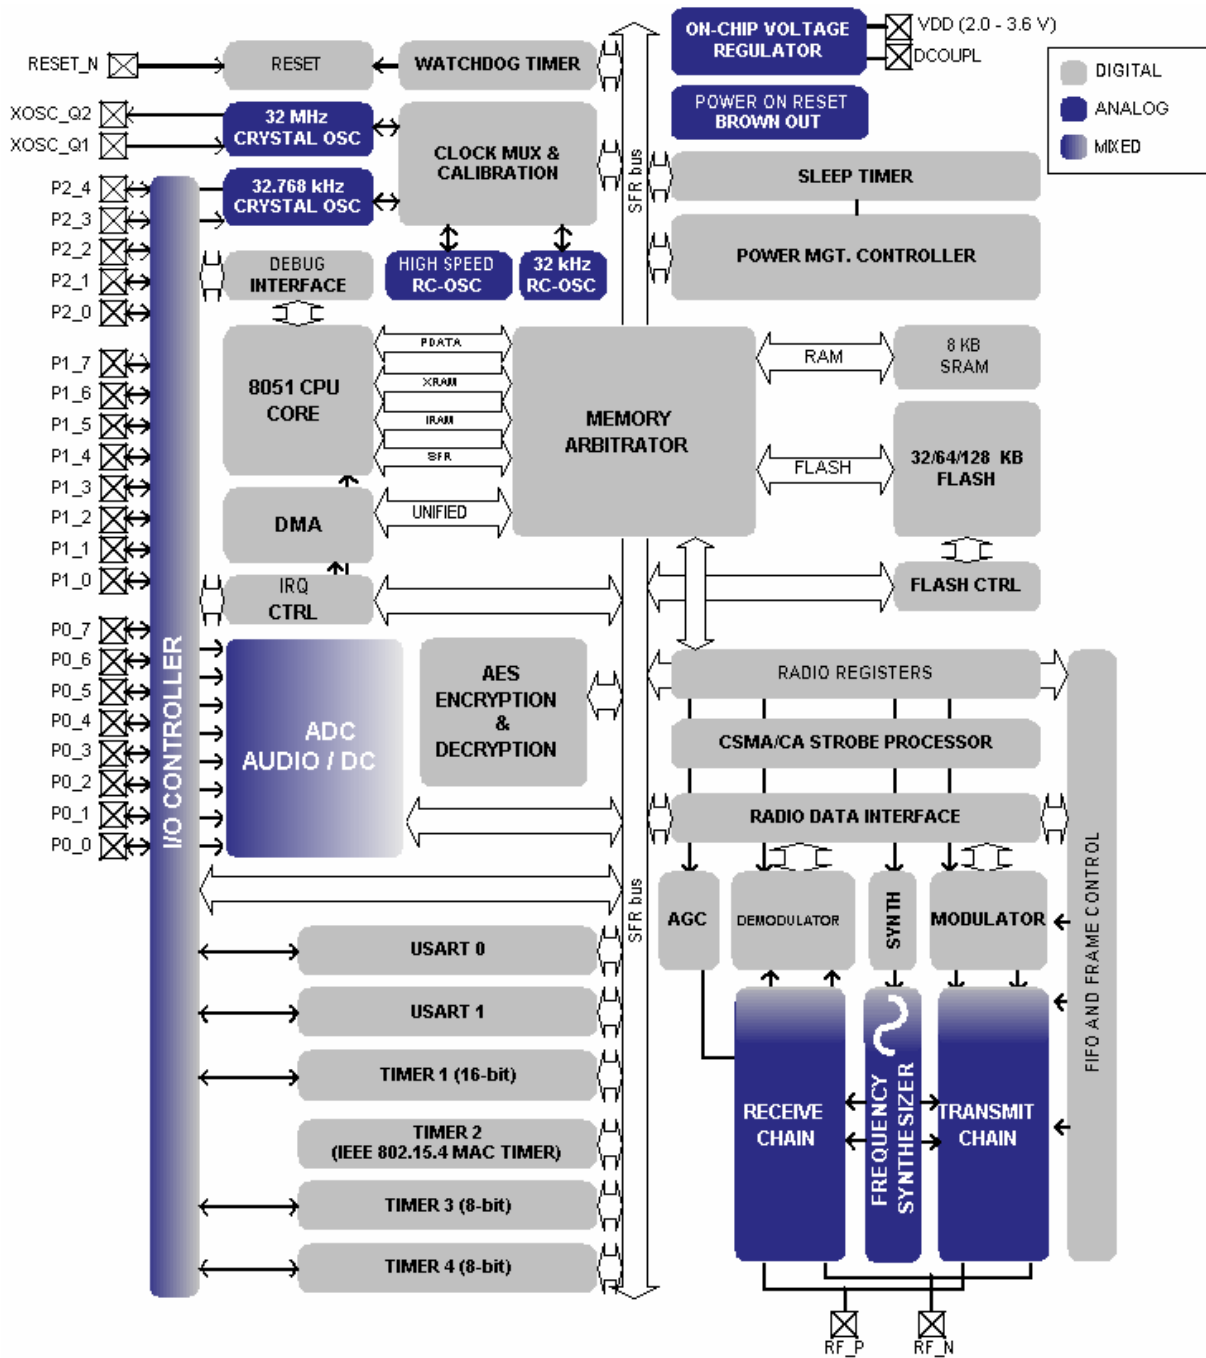 RESET_N
RESET
WATCHDOG TIMER
ON-CHIP VOLTAGE
REGULATOR
VDD (2.0 - 3.6 V)
DCOUPL
DIGITAL
ANALOG
MIXED
POWER ON RESET
BROWN OUT
XOSC_Q2
XOSC_Q1
32 MHz
CRYSTAL OSC
CLOCK MUX &
CALIBRATION
SFR bus
SLEEP TIMER
P2_4
P2_3
P2_2
P2_1
P2_0
32.768 kHz
CRYSTAL OSC
POWER MGT. CONTROLLER
DEBUG
INTERFACE
HIGH SPEED
RC-OSC
32 kHz
RC-OSC
P1_7
P1_6
P1_5
P1_4
P1_3
P1_2
P1_1
P1_0
8051 CPU
CORE
PDATA
XRAM
IRAM
SFR
MEMORY
ARBITRATOR
RAM
8 KB
SRAM
FLASH
32/64/128 KB
FLASH
DMA
UNIFIED
IRQ
CTRL
FLASH CTRL
P0_7
P0_6
P0_5
P0_4
P0_3
P0_2
P0_1
P0_0
I/O CONTROLLER
ADC
AUDIO / DC
AES
ENCRYPTION
&
DECRYPTION
RADIO REGISTERS
CSMA/CA STROBE PROCESSOR
RADIO DATA INTERFACE
FIFO AND FRAME CONTROL
SFR bus
AGC
DEMODULATOR
SYNTH
MODULATOR
USART 0
USART 1
TIMER 1 (16-bit)
TIMER 2
(IEEE 802.15.4 MAC TIMER)
TIMER 3 (8-bit)
TIMER 4 (8-bit)
RECEIVE
CHAIN
FREQUENCY
SYNTHESIZER
TRANSMIT
CHAIN
RF_P
RF_N